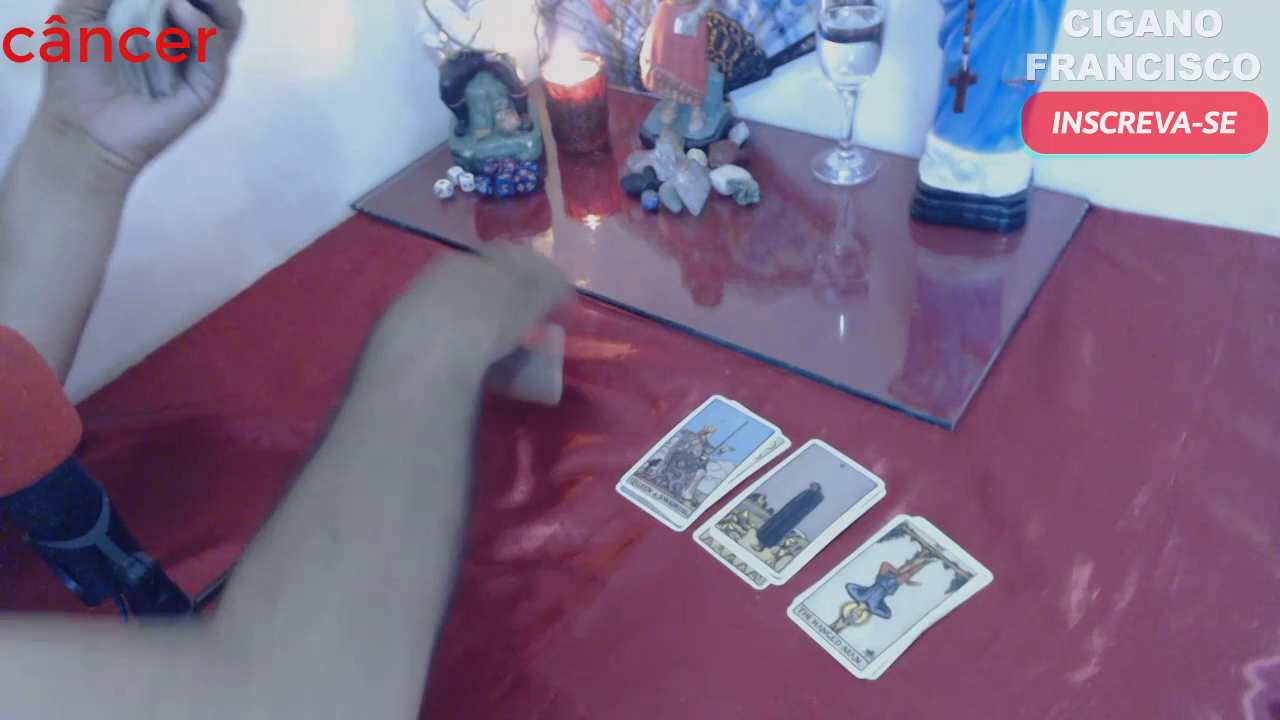 câncer
CIGANO
FRANCISCO
INSCREVA-SE
QUEEN of SWORDS
THE HANGED MAN.